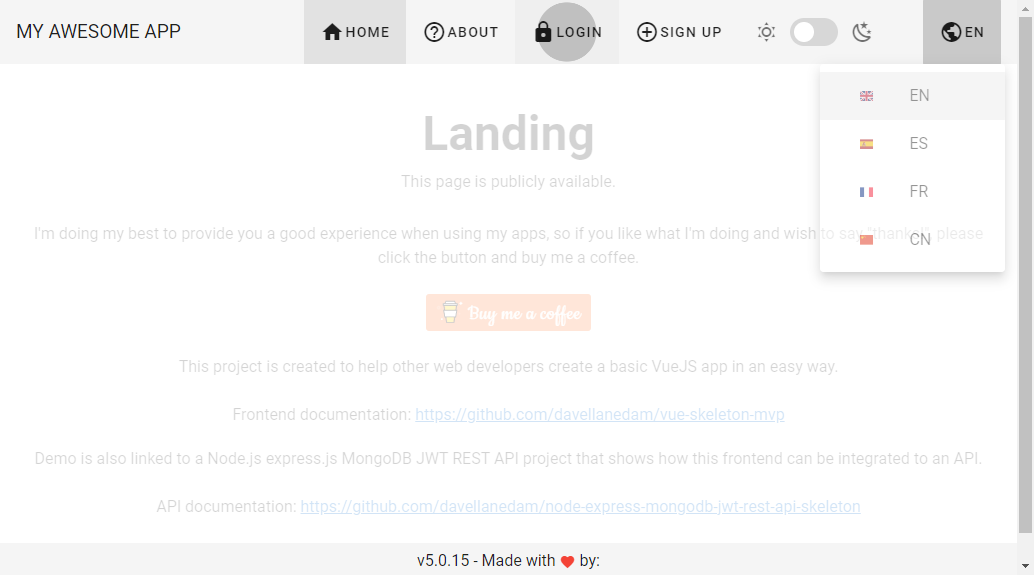 MY AWESOME APP
HOME
ABOUT
LOGIN
SIGN UP
EN
EN
ES
FR
CN
Landing
This page is publicly available.
I'm doing my best to provide you a good experience when using my apps, so if you like what I'm doing and wish to say "thanks!", please
click the button and buy me a coffee.
Buy me a coffee
This project is created to help other web developers create a basic VueJS app in an easy way.
Frontend documentation: https://github.com/davellanedam/vue-skeleton-mvp
Demo is also linked to a Node.js express.js MongoDB JWT REST API project that shows how this frontend can be integrated to an API.
API documentation: https://github.com/davellanedam/node-express-mongodb-jwt-rest-api-skeleton
v5.0.15 - Made with ❤ by: